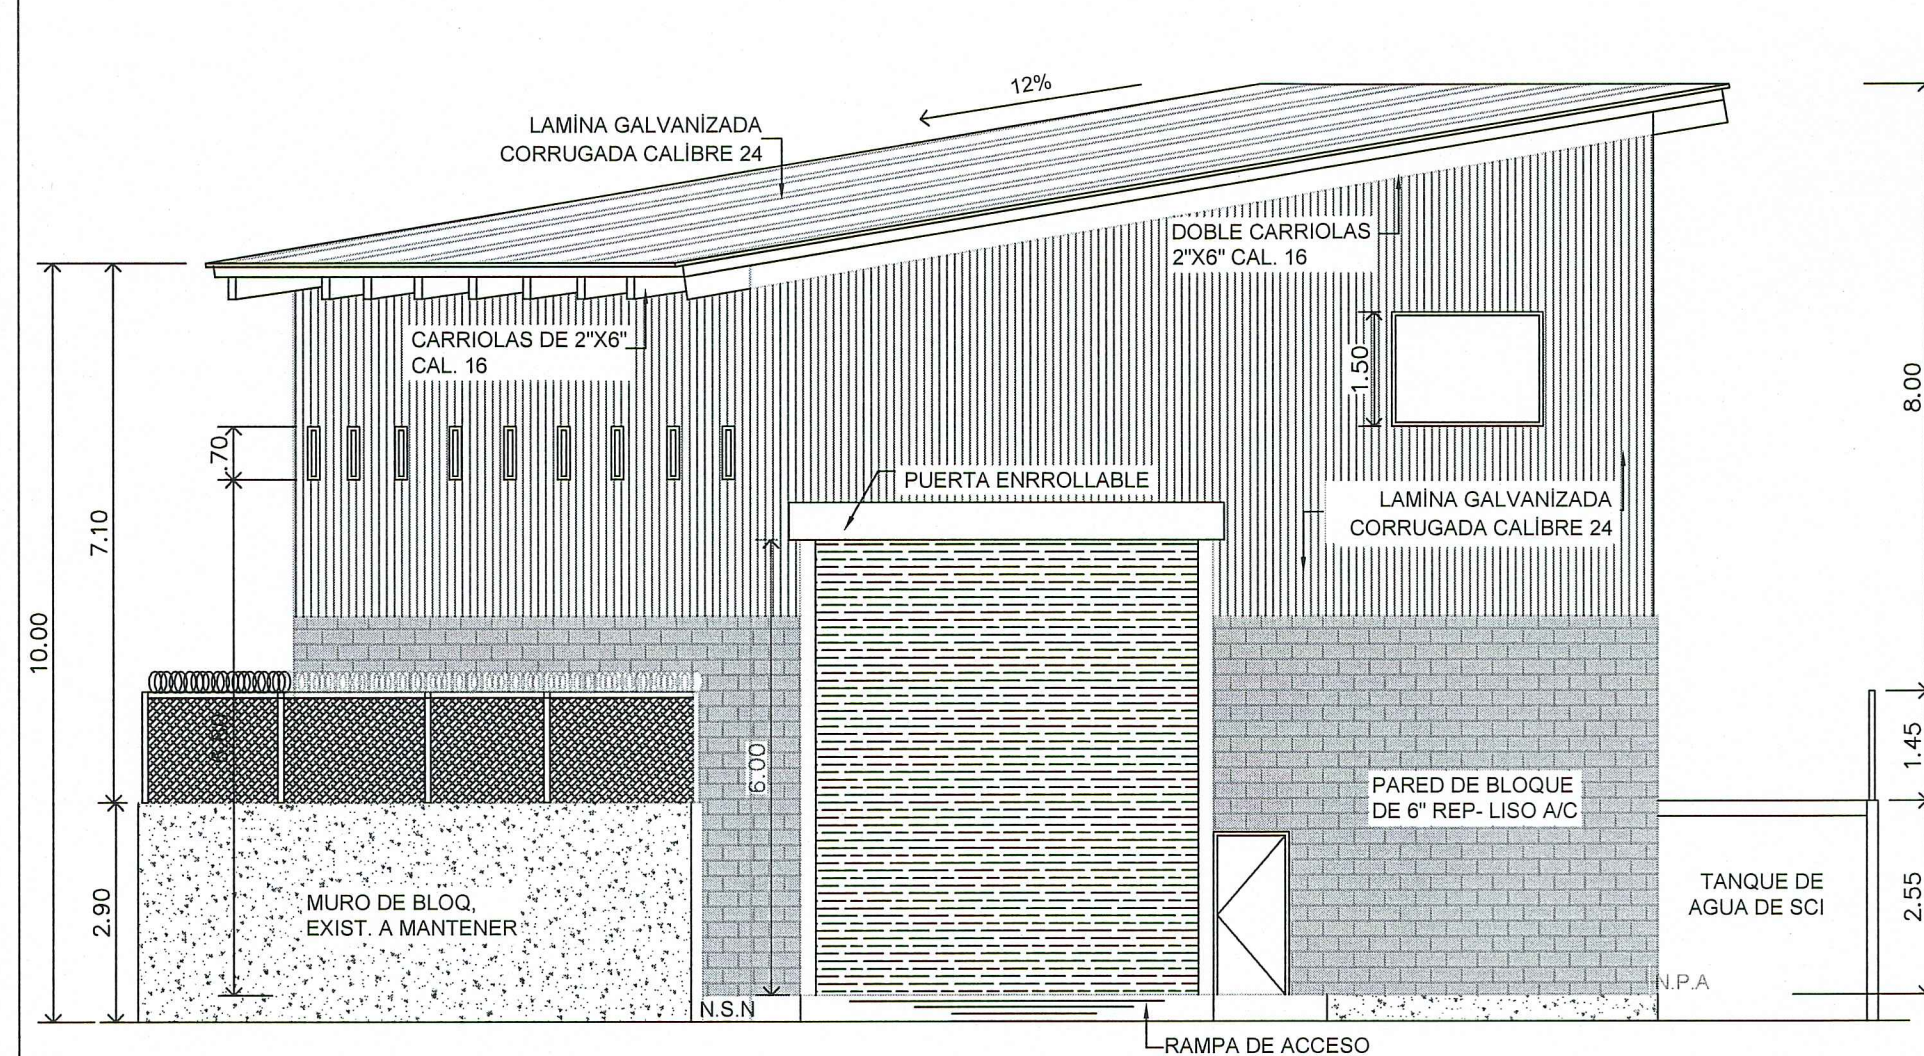 12%
LAMİNA GALVANİZADA
CORRUGADA CALİBRE 24
DOBLE CARRIOLAS
2"X6" CAL. 16
CARRIOLAS DE 2"X6"
CAL. 16
1.50
8.00
.70
PUERTA ENRROLLABLE
LAMİNA GALVANİZADA
CORRUGADA CALİBRE 24
7.10
10.00
6.00
1.45
PARED DE BLOQUE
DE 6" REP- LISO A/C
2.90
MURO DE BLOQ,
EXIST. A MANTENER
TANQUE DE
AGUA DE SCI
2.55
N.P.A
N.S.N
RAMPA DE ACCESO